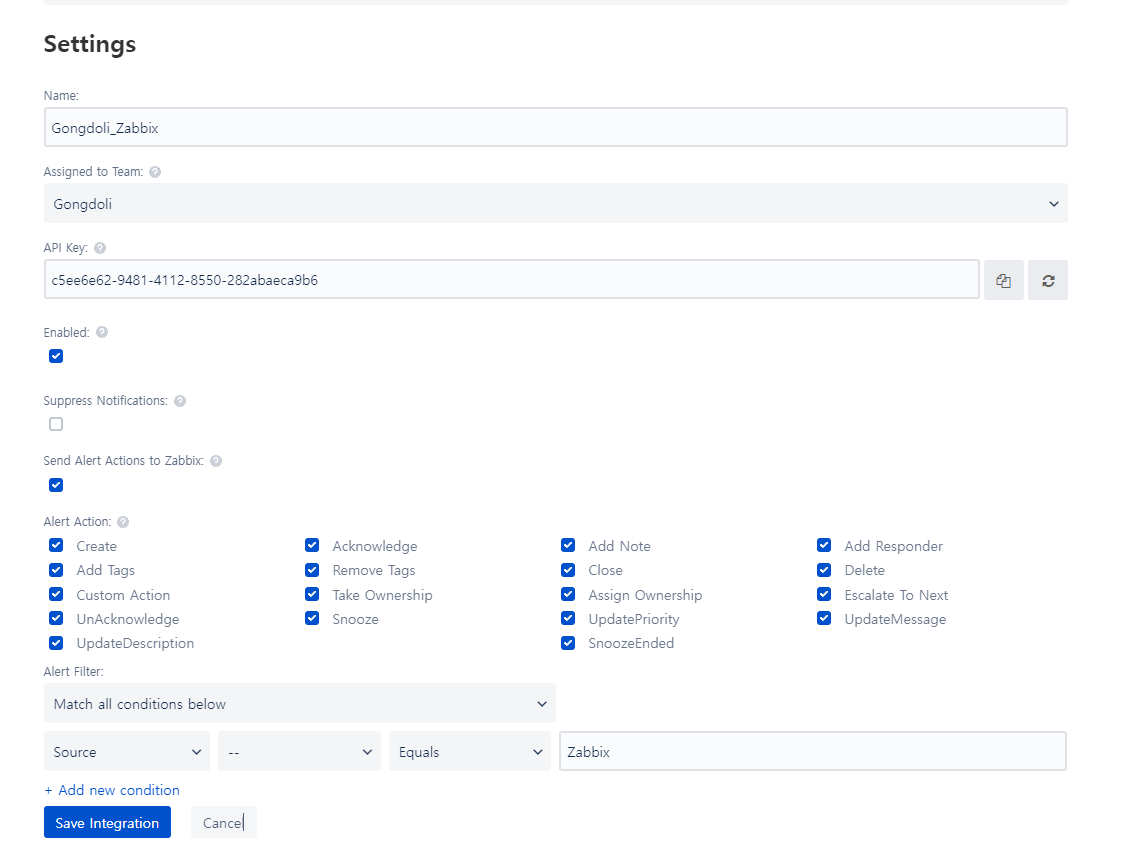 Settings
Name:
Gongdoli_Zabbix
Assigned to Team: ?
Gongdoli
API Key: ?
c5ee6e62-9481-4112-8550-282abaeca9b6
Enabled: ?
Suppress Notifications: ?
Send Alert Actions to Zabbix: ?
Alert Action: ?
Create Acknowledge Add Note Add Responder
Add Tags Remove Tags Close Delete
Custom Action Take Ownership Assign Ownership Escalate To Next
UnAcknowledge Snooze UpdatePriority UpdateMessage
UpdateDescription SnoozeEnded
Alert Filter:
Match all conditions below
Source -- Equals Zabbix
+ Add new condition
Save Integration Cancel